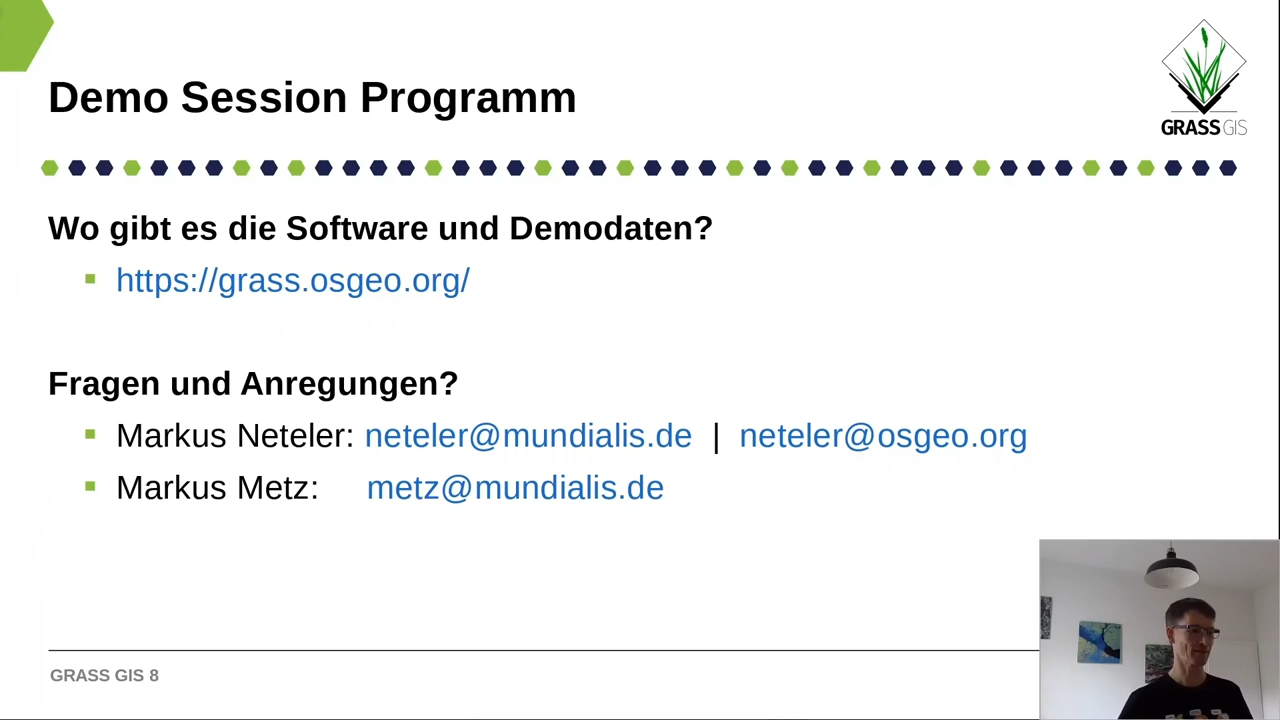 Demo Session Programm
GRASS GIS
Wo gibt es die Software und Demodaten?
https://grass.osgeo.org/
Fragen und Anregungen?
Markus Neteler: neteler@mundialis.de | neteler@osgeo.org
Markus Metz: metz@mundialis.de
GRASS GIS 8